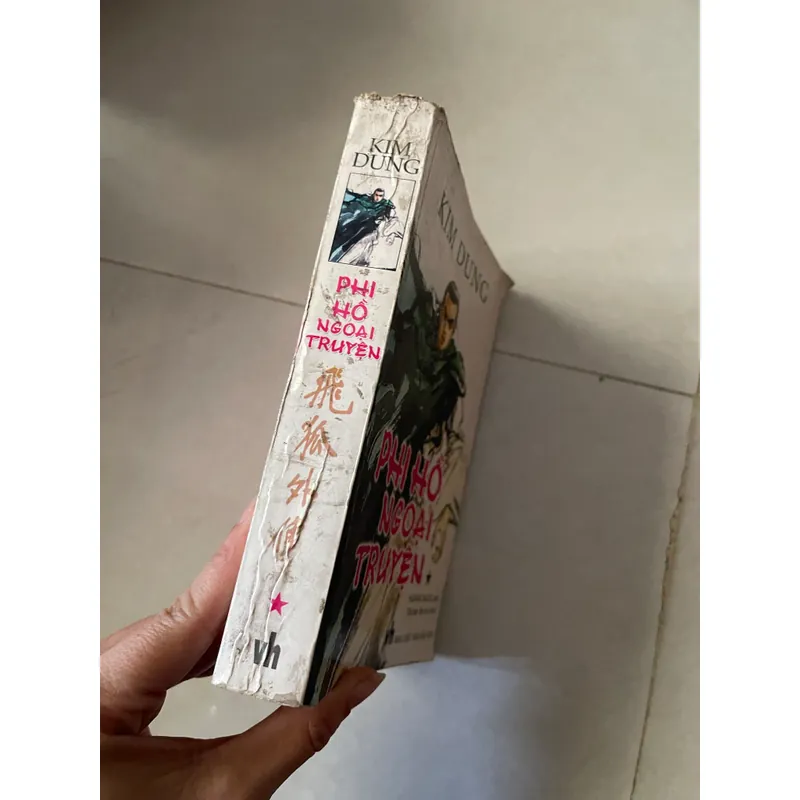 KIM
DUNG
PHI
HỒ
NGOẠI
TRUYỆN
飛
狐
外
傳
vh
KIM DUNG
PHI HỒ
NGOẠI
TRUYỆN